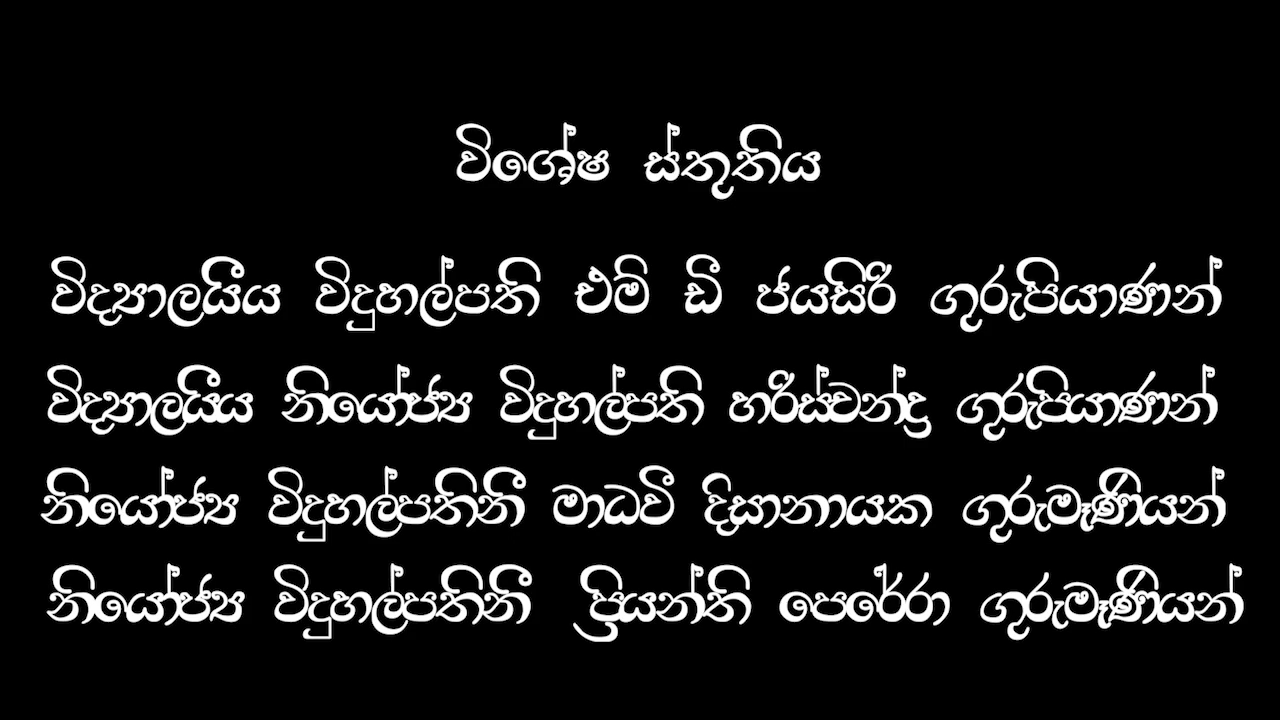 විශේෂ ස්තූතිය
විද්‍යාලයීය විදුහල්පති එම් ඩී ජයසිරි ගුරුපියාණන්
විද්‍යාලයීය නියෝජ්‍ය විදුහල්පති හරිස්චන්ද්‍ර ගුරුපියාණන්
නියෝජ්‍ය විදුහල්පතිනී මාධවී දිසානායක ගුරුමෑණියන්
නියෝජ්‍ය විදුහල්පතිනී ප්‍රියන්ති පෙරේරා ගුරුමෑණියන්